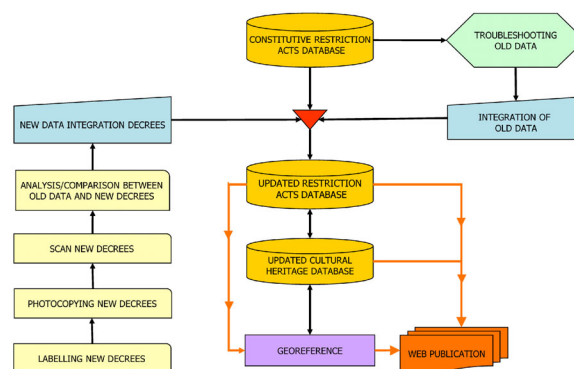 CONSTITUTIVE RESTRICTION
ACTS DATABASE
TROUBLESHOOTING
OLD DATA
NEW DATA INTEGRATION DECREES
INTEGRATION OF
OLD DATA
ANALYSIS/COMPARISON BETWEEN
OLD DATA AND NEW DECREES
UPDATED RESTRICTION
ACTS DATABASE
SCAN NEW DECREES
UPDATED CULTURAL
HERITAGE DATABASE
PHOTOCOPYING NEW DECREES
LABELLING NEW DECREES
GEOREFERENCE
WEB PUBLICATION